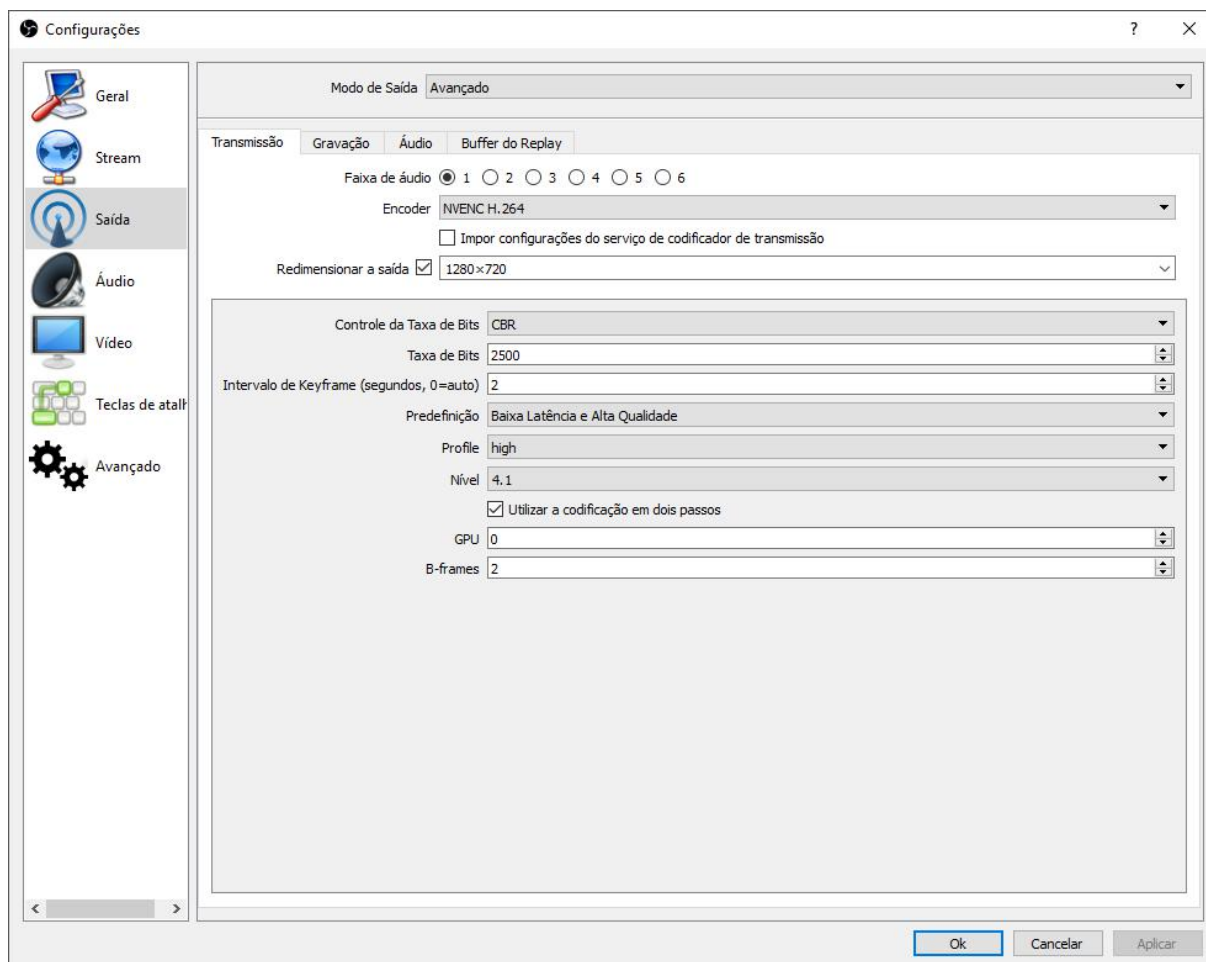 Configurações
?
Geral
Stream
Saída
Áudio
Vídeo
Teclas de atalh
Avançado
Modo de Saída Avançado
Transmissão Gravação Áudio Buffer do Replay
Faixa de áudio 1 2 3 4 5 6
Encoder NVENC H.264
Impor configurações do serviço de codificador de transmissão
Redimensionar a saída 1280×720
Controle da Taxa de Bits CBR
Taxa de Bits 2500
Intervalo de Keyframe (segundos, 0=auto) 2
Predefinição Baixa Latência e Alta Qualidade
Profile high
Nível 4.1
Utilizar a codificação em dois passos
GPU 0
B-frames 2
Ok Cancelar Aplicar